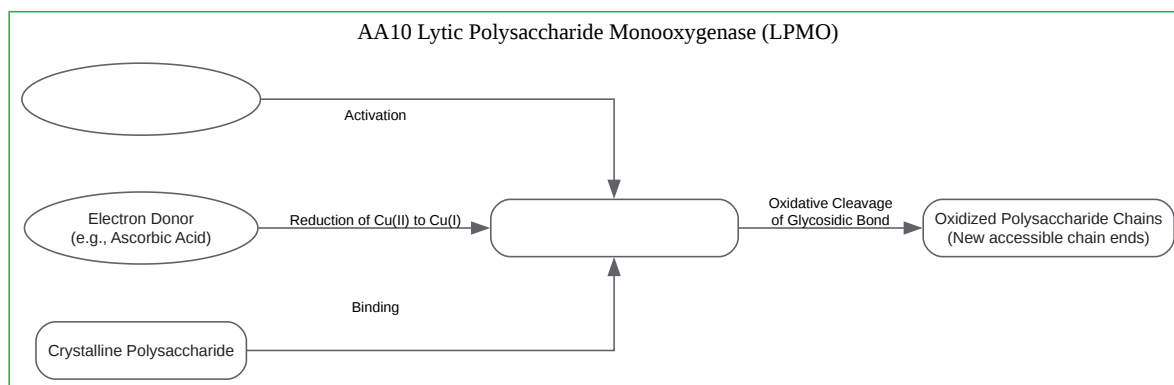 AA10 Lytic Polysaccharide Monooxygenase (LPMO)
Activation
Electron Donor
(e.g., Ascorbic Acid)
Reduction of Cu(II) to Cu(I)
Oxidative Cleavage
of Glycosidic Bond
Oxidized Polysaccharide Chains
(New accessible chain ends)
Binding
Crystalline Polysaccharide